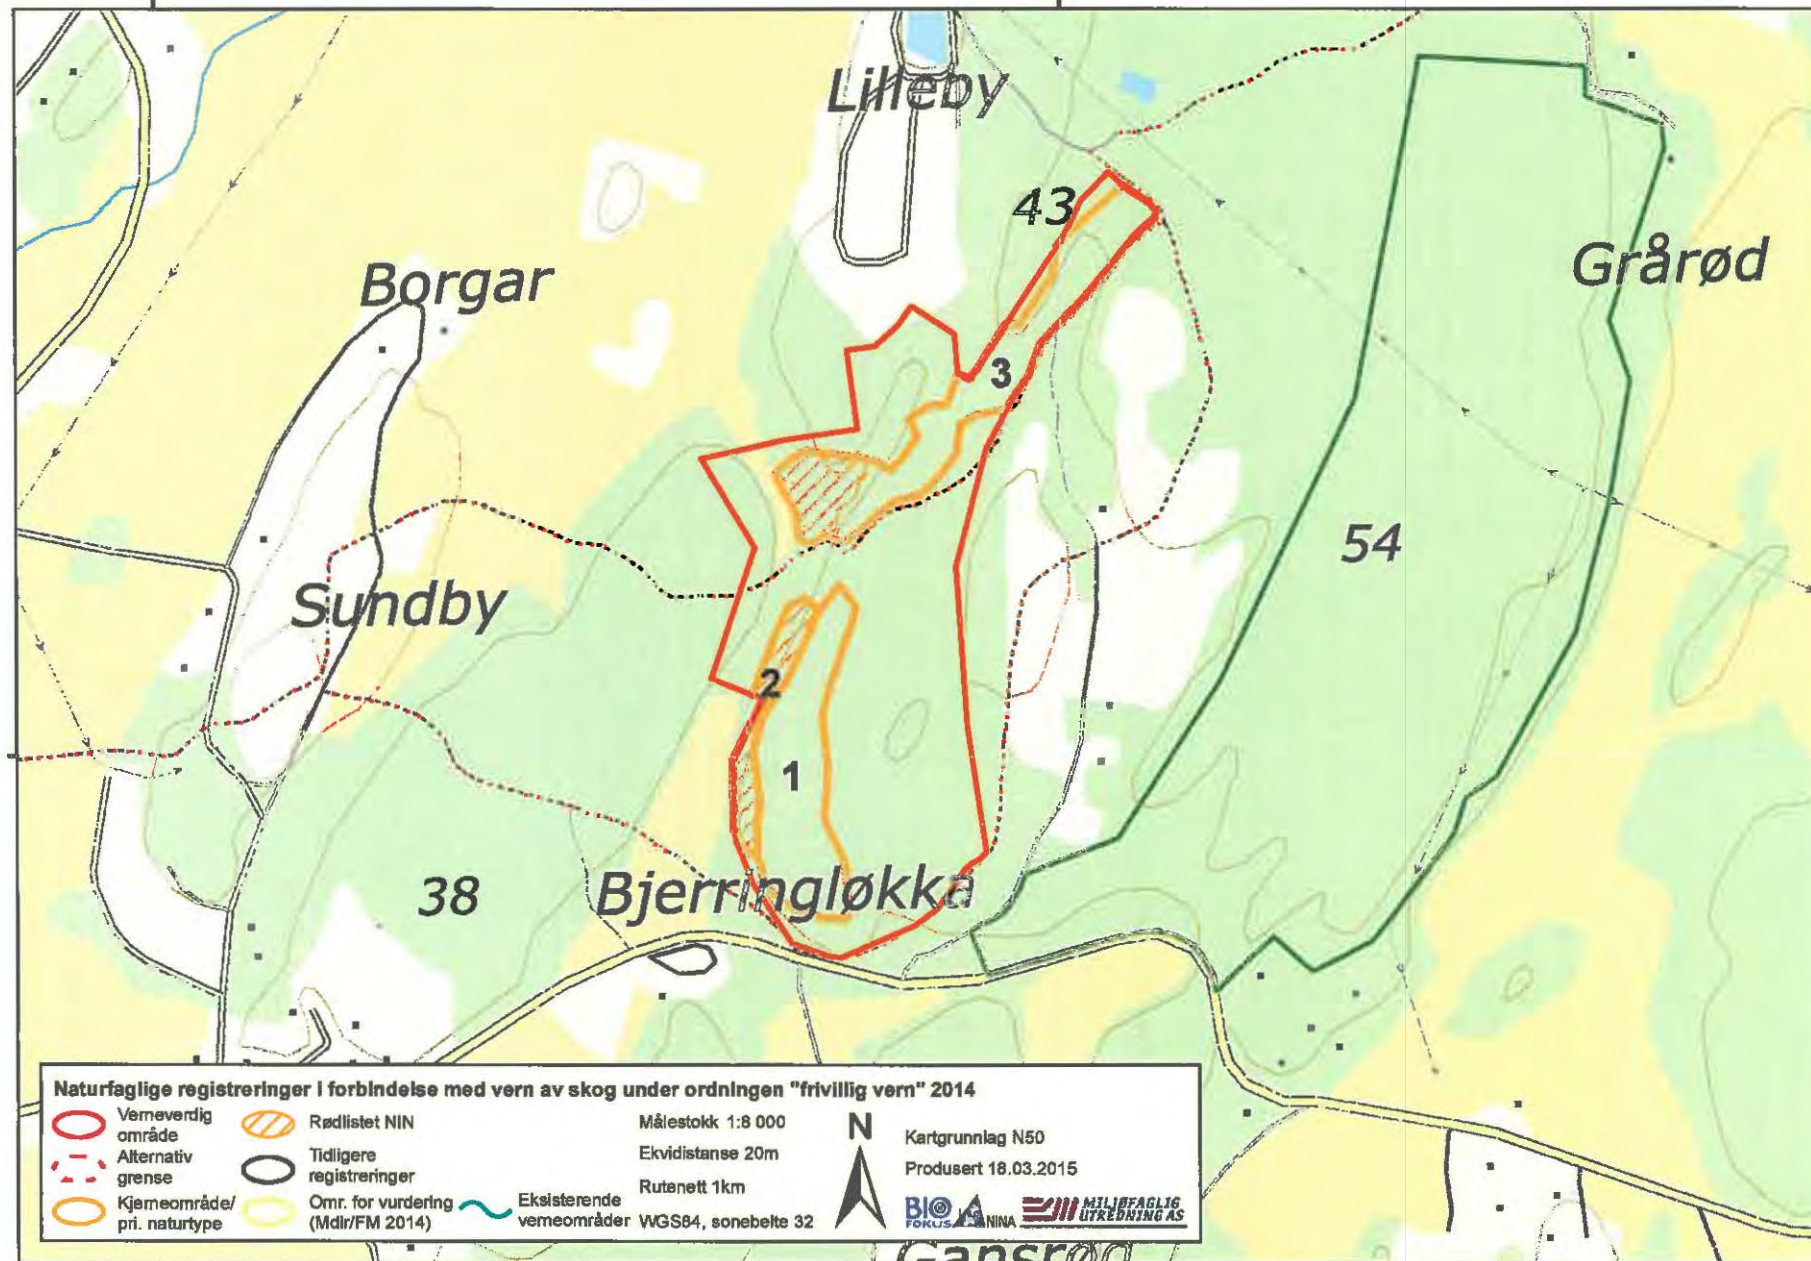 Lilleby
43
Borgar
Grårød
3
54
Sundby
2
1
38
Bjerringløkka
Naturfaglige registreringer i forbindelse med vern av skog under ordningen "frivillig vern" 2014
Verneverdig
område
Alternativ
grense
Kjerneområde/
pri. naturtype
Rødlistet NIN
Tidligere
registreringer
Omr. for vurdering
(Mdir/FM 2014)
Eksisterende
verneområder
Målestokk 1:8 000
Ekvidistanse 20m
Rutenett 1km
WGS84, sonebelte 32
N
Kartgrunnlag N50
Produsert 18.03.2015
BIO
FOKUS
NINA
MILJØFAGLIG
UTREDNING AS
Gansrød